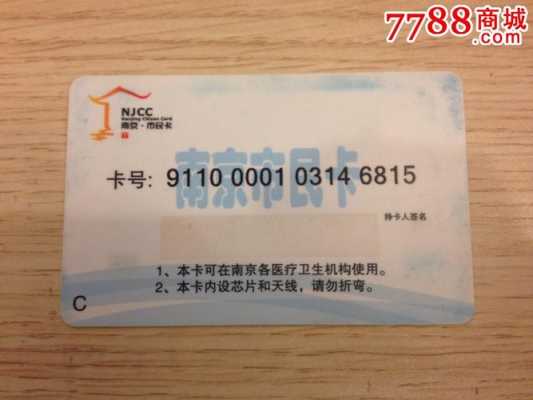 7788商城
.com
NJCC
Nanjing Citizen Card
南京·市民卡
南京市民卡
卡号: 9110 0001 0314 6815
持卡人签名
1、本卡可在南京各医疗卫生机构使用。
2、本卡内设芯片和天线，请勿折弯。
C